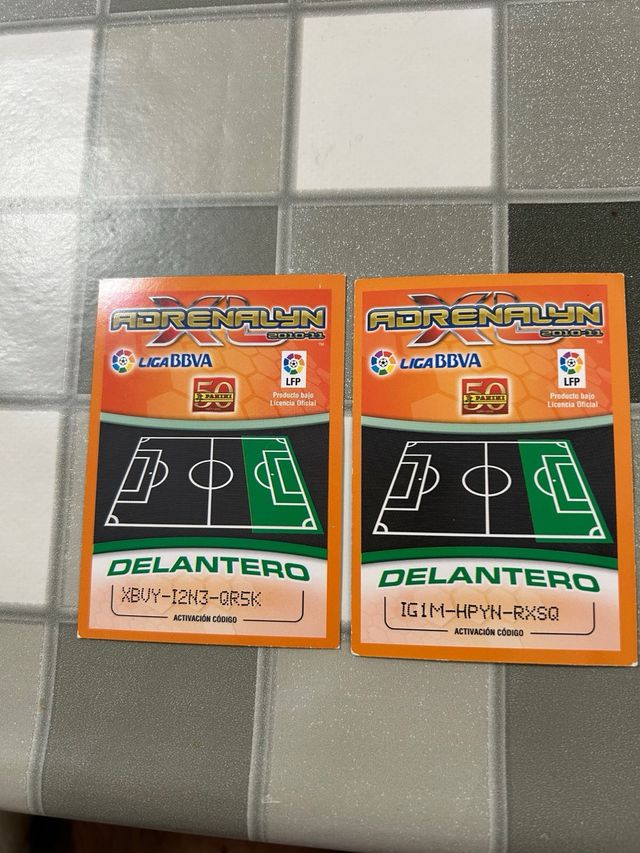 ADRENALYN XL
2010-11
TM
LIGA BBVA
LFP
50
PANINI
Producto bajo
Licencia Oficial
DELANTERO
XBVY-I2N3-QR5K
ACTIVACIÓN CÓDIGO
ADRENALYN XL
2010-11
TM
LIGA BBVA
LFP
50
PANINI
Producto bajo
Licencia Oficial
DELANTERO
IG1M-HPYN-RXSQ
ACTIVACIÓN CÓDIGO